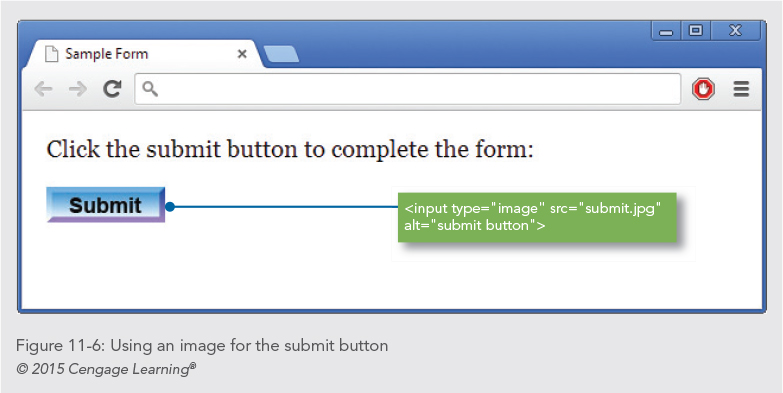 Sample Form
Click the submit button to complete the form:
Submit
<input type="image" src="submit.jpg"
alt="submit button">
Figure 11-6: Using an image for the submit button
© 2015 Cengage Learning®